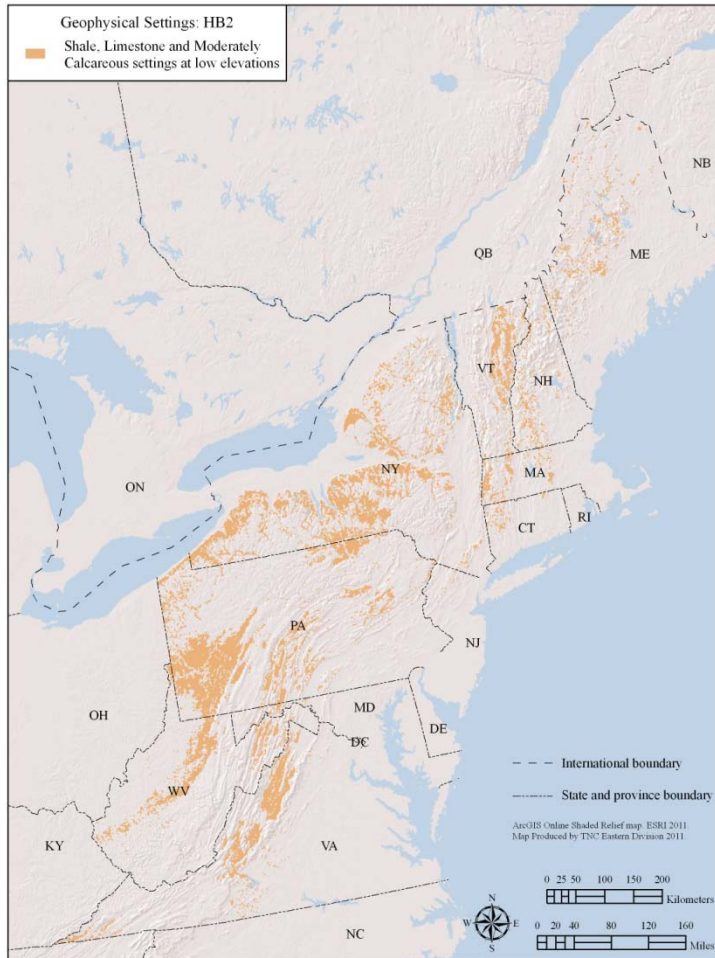 Geophysical Settings: HB2
Shale, Limestone and Moderately
Calcareous settings at low elevations
NB
QB
ME
VT
NH
NY
MA
ON
CT
RI
PA
NJ
OH
MD
DE
DC
WV
KY
VA
NC
International boundary
State and province boundary
ArcGIS Online Shaded Relief map. ESRI 2011.
Map Produced by TNC Eastern Division 2011.
0 25 50 100 150 200
Kilometers
N
W E
S
0 20 40 80 120 160
Miles